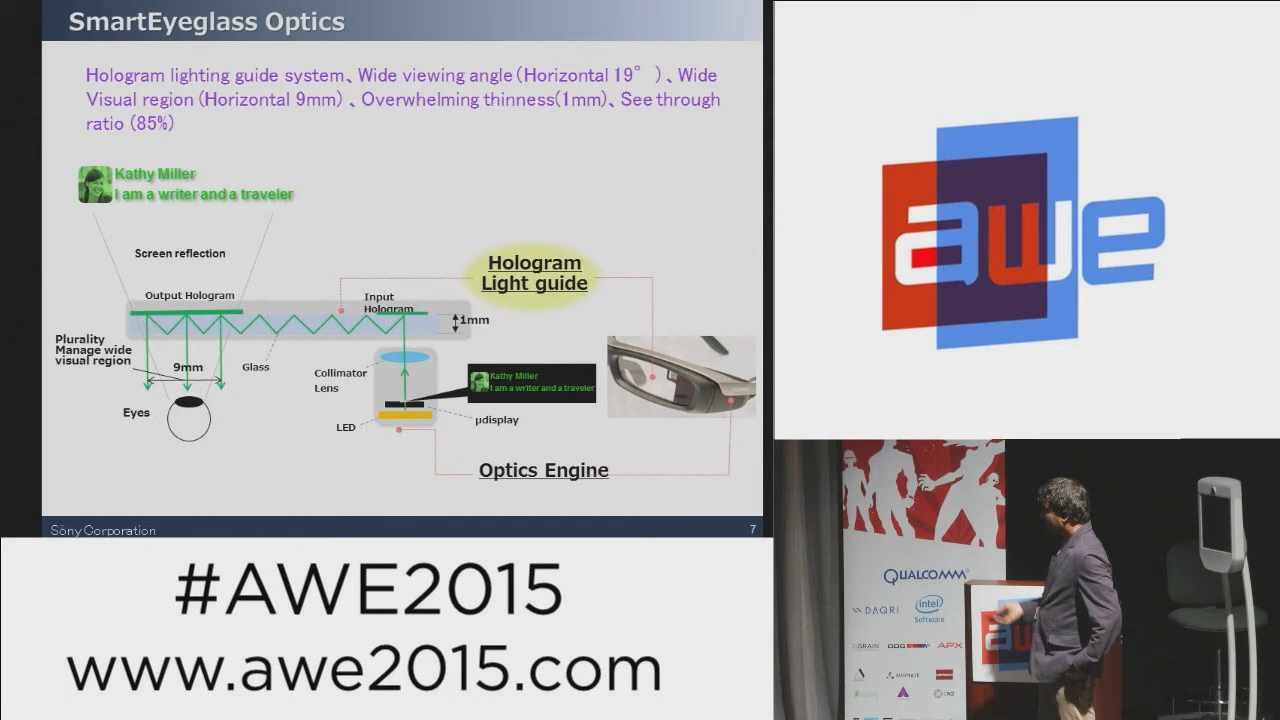 SmartEyeglass Optics
Hologram lighting guide system、Wide viewing angle(Horizontal 19° )、Wide
Visual region (Horizontal 9mm) 、Overwhelming thinness(1mm)、See through
ratio (85%)
Kathy Miller
I am a writer and a traveler
Screen reflection
Hologram
Light guide
Output Hologram
Input
Hologram
1mm
Plurality
Manage wide
visual region
9mm
Glass
Collimator
Lens
Kathy Miller
I am a writer and a traveler
Eyes
LED
μdisplay
Optics Engine
Sony Corporation
7
#AWE2015
www.awe2015.com
awe
QUALCOMM
DAQRI
intel
Software
APX